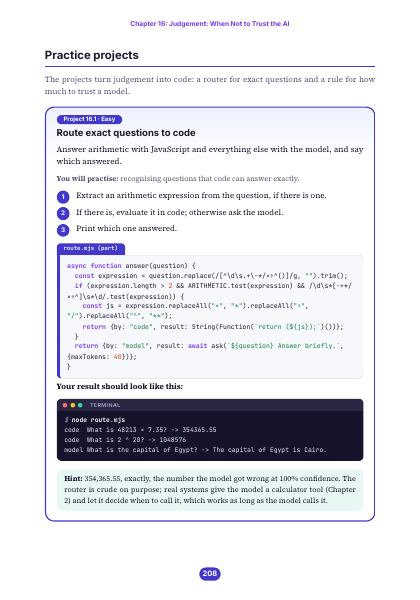 Chapter 16: Judgement: When Not to Trust the AI
Practice projects
The projects turn judgement into code: a router for exact questions and a rule for how
much to trust a model.
Project 16.1 · Easy
Route exact questions to code
Answer arithmetic with JavaScript and everything else with the model, and say
which answered.
You will practise: recognising questions that code can answer exactly.
1 Extract an arithmetic expression from the question, if there is one.
2 If there is, evaluate it in code; otherwise ask the model.
3 Print which one answered.
route.mjs (part)
async function answer(question) {
const expression = question.replace(/[^\d\s.+\-*/×÷^()]/g, "").trim();
if (expression.length > 2 && ARITHMETIC.test(expression) && /\d\s*[-+*/
×÷^]\s*\d/.test(expression)) {
const js = expression.replaceAll("×", "*").replaceAll("÷",
"/").replaceAll("^", "**");
return {by: "code", result: String(Function(`return (${js});`)())};
}
return {by: "model", result: await ask(`${question} Answer briefly.`,
{maxTokens: 40})};
}
Your result should look like this:
TERMINAL
$ node route.mjs
code What is 48213 × 7.35? -> 354365.55
code What is 2 ^ 20? -> 1048576
model What is the capital of Egypt? -> The capital of Egypt is Cairo.
Hint: 354,365.55, exactly, the number the model got wrong at 100% confidence. The
router is crude on purpose; real systems give the model a calculator tool (Chapter
2) and let it decide when to call it, which works as long as the model calls it.
208